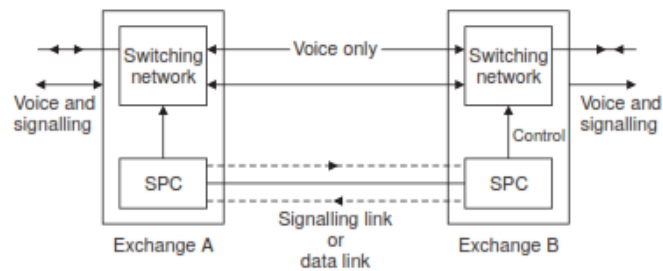 Switching
network
Voice only
Switching
network
Voice and
signalling
Voice and
signalling
Control
SPC
SPC
Signalling link
or
data link
Exchange A
Exchange B